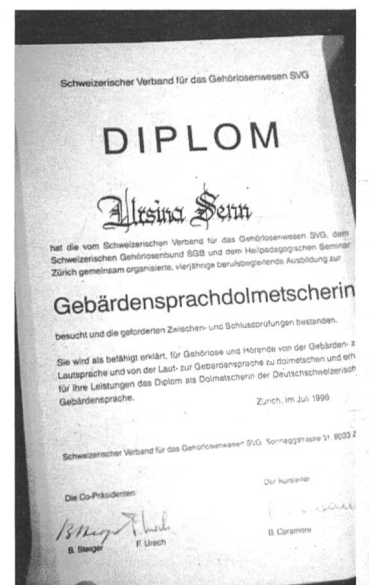 Schweizerischer Verband für das Gehörlosenwesen SVG
DIPLOM
Ursina Senn
hat die vom Schweizerischen Verband für das Gehörlosenwesen SVG, dem
Schweizerischen Gehörlosenbund SGB und dem Heilpädagogischen Seminar
Zürich gemeinsam organisierte, vierjährige berufsbegleitende Ausbildung zur
Gebärdensprachdolmetscherin
besucht und die geforderten Zwischen- und Schlussprüfungen bestanden.
Sie wird als befähigt erklärt, für Gehörlose und Hörende von der Gebärden- z
Lautsprache und von der Laut- zur Gebärdensprache zu dolmetschen und erh
für ihre Leistungen das Diplom als Dolmetscherin der Deutschschweizerisch
Gebärdensprache.
Zürich, im Juli 1996
Schweizerischer Verband für das Gehörlosenwesen SVG Sonneggstrasse 31 8033 Z
Die Co-Präsidenten
Der Kursleiter
B. Steiger F. Urech
B. Caramore